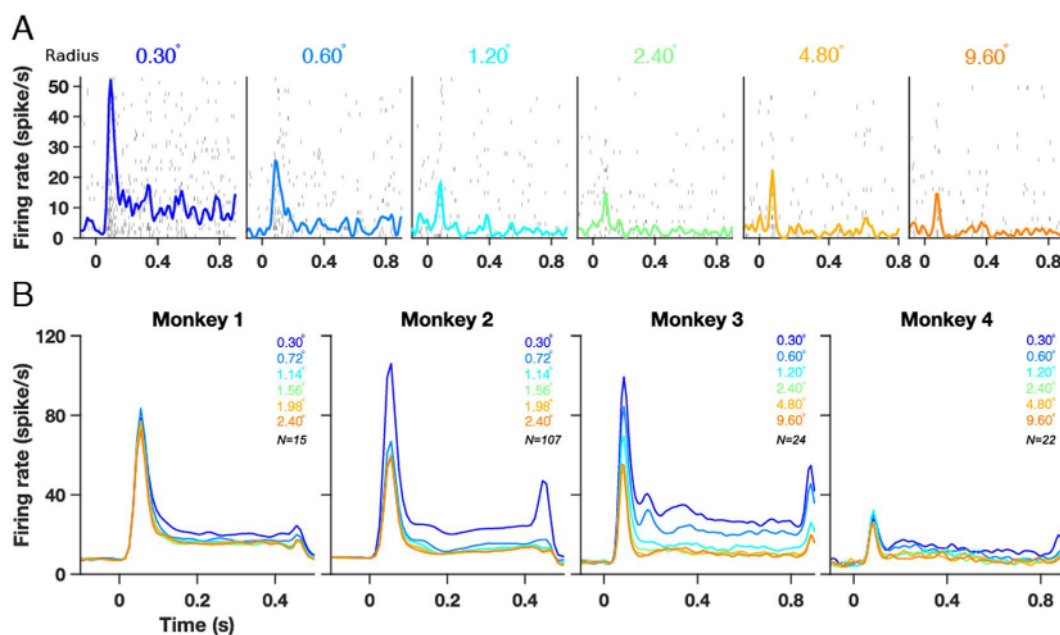 A
Radius 0.30° 0.60° 1.20° 2.40° 4.80° 9.60°
Firing rate (spike/s)
50
40
30
20
10
0
0 0.4 0.8 0 0.4 0.8 0 0.4 0.8 0 0.4 0.8 0 0.4 0.8 0 0.4 0.8
B
Monkey 1 Monkey 2 Monkey 3 Monkey 4
Firing rate (spike/s)
120
80
40
0
0.30° 0.30° 0.30° 0.30°
0.72° 0.72° 0.60° 0.60°
1.14° 1.14° 1.20° 1.20°
1.56° 1.56° 2.40° 2.40°
1.98° 1.98° 4.80° 4.80°
2.40° 2.40° 9.60° 9.60°
N=15 N=107 N=24 N=22
0 0.2 0.4 0 0.2 0.4 0 0.4 0.8 0 0.4 0.8
Time (s)